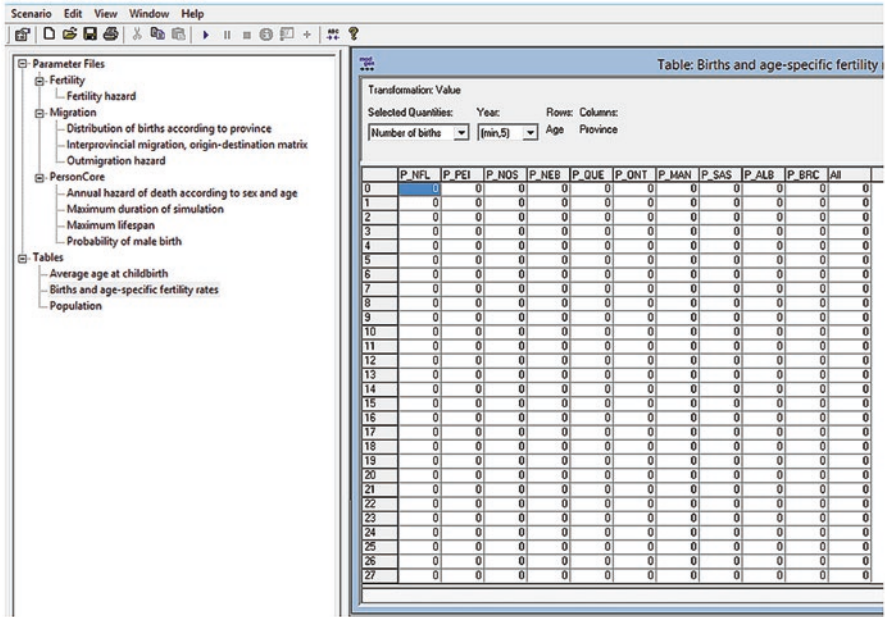 Scenario Edit View Window Help
Parameter Files
Fertility
Fertility hazard
Migration
Distribution of births according to province
Interprovincial migration, origin-destination matrix
Outmigration hazard
PersonCore
Annual hazard of death according to sex and age
Maximum duration of simulation
Maximum lifespan
Probability of male birth
Tables
Average age at childbirth
Births and age-specific fertility rates
Population
Table: Births and age-specific fertility
Transformation: Value
Selected Quantities: Year: Rows: Columns:
Number of births (min,5) Age Province
P_NFL P_PEI P_NOS P_NEB P_QUE P_ONT P_MAN P_SAS P_ALB P_BRC All
0 0 0 0 0 0 0 0 0 0 0 0
1 0 0 0 0 0 0 0 0 0 0 0
2 0 0 0 0 0 0 0 0 0 0 0
3 0 0 0 0 0 0 0 0 0 0 0
4 0 0 0 0 0 0 0 0 0 0 0
5 0 0 0 0 0 0 0 0 0 0 0
6 0 0 0 0 0 0 0 0 0 0 0
7 0 0 0 0 0 0 0 0 0 0 0
8 0 0 0 0 0 0 0 0 0 0 0
9 0 0 0 0 0 0 0 0 0 0 0
10 0 0 0 0 0 0 0 0 0 0 0
11 0 0 0 0 0 0 0 0 0 0 0
12 0 0 0 0 0 0 0 0 0 0 0
13 0 0 0 0 0 0 0 0 0 0 0
14 0 0 0 0 0 0 0 0 0 0 0
15 0 0 0 0 0 0 0 0 0 0 0
16 0 0 0 0 0 0 0 0 0 0 0
17 0 0 0 0 0 0 0 0 0 0 0
18 0 0 0 0 0 0 0 0 0 0 0
19 0 0 0 0 0 0 0 0 0 0 0
20 0 0 0 0 0 0 0 0 0 0 0
21 0 0 0 0 0 0 0 0 0 0 0
22 0 0 0 0 0 0 0 0 0 0 0
23 0 0 0 0 0 0 0 0 0 0 0
24 0 0 0 0 0 0 0 0 0 0 0
25 0 0 0 0 0 0 0 0 0 0 0
26 0 0 0 0 0 0 0 0 0 0 0
27 0 0 0 0 0 0 0 0 0 0 0